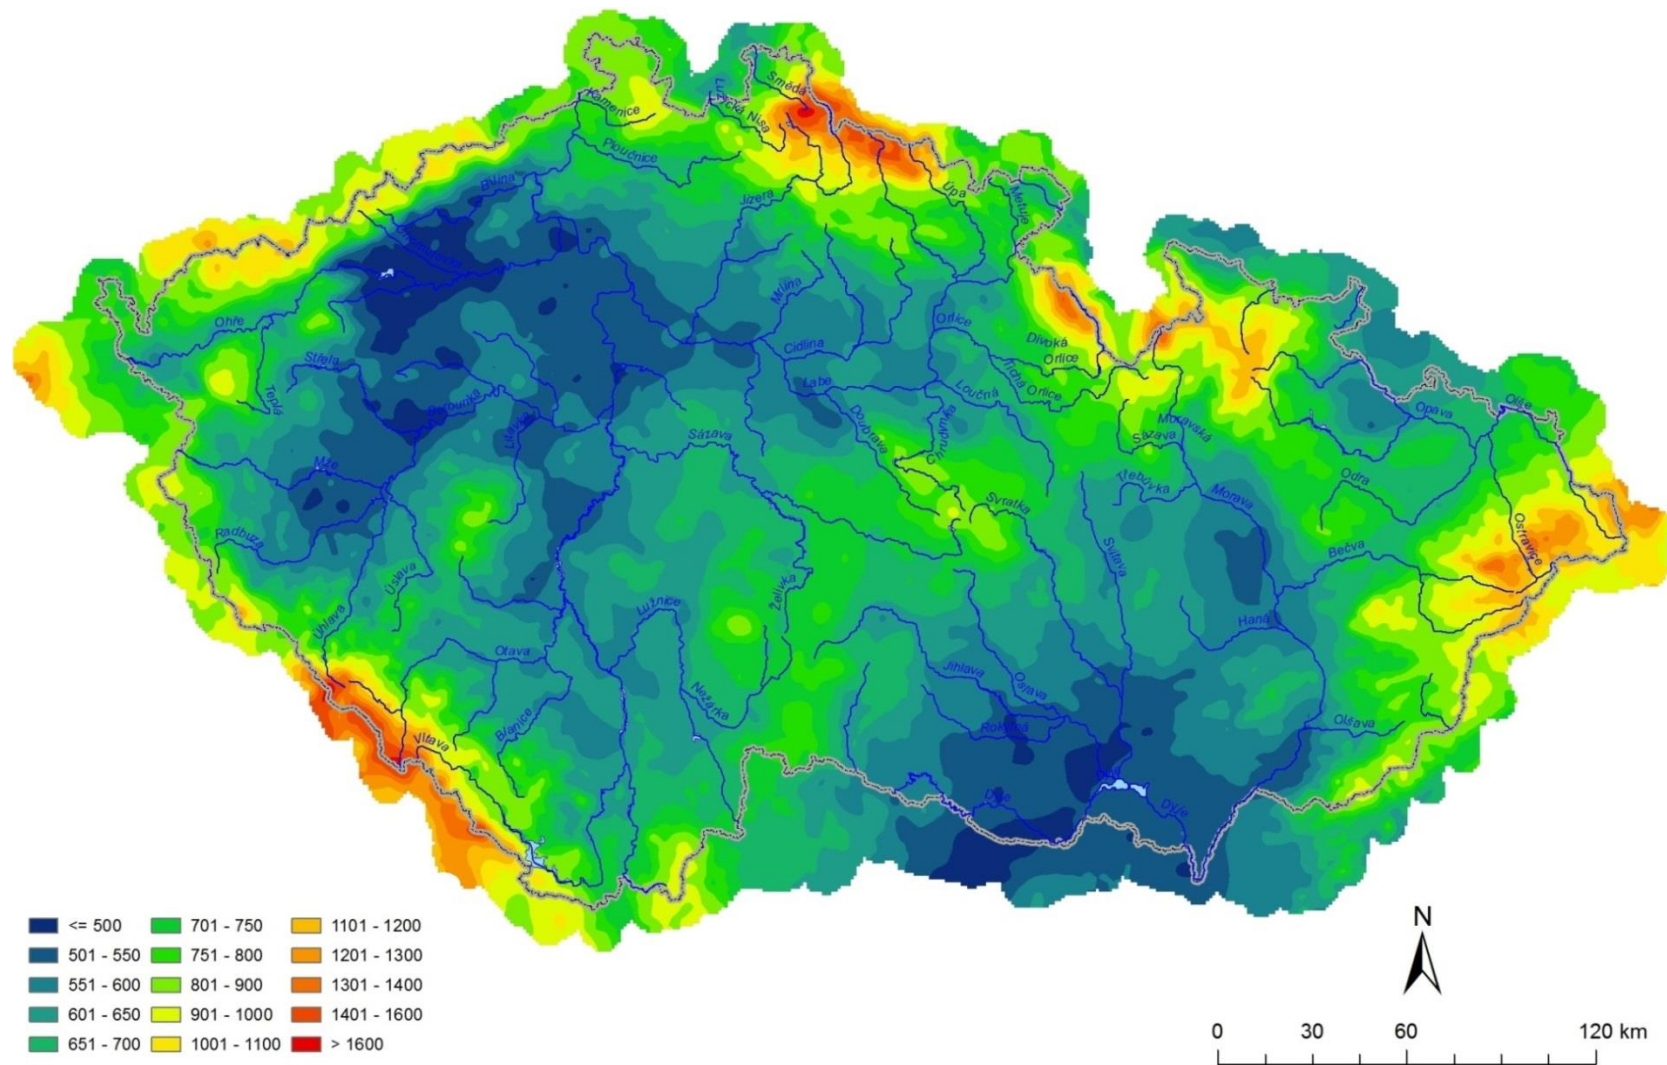 Smědá
Lužická Nisa
Kamenice
Ploučnice
Bílina
Jizera
Úpa
Metuje
Mrlina
Ohře
Orlice
Divoká
Orlice
Střela
Cidlina
Teplá
Labe
Loučná
Tichá Orlice
Berounka
Litavka
Doubrava
Chrudimka
Opava
Olše
Moravská
Sázava
Sázava
Mže
Třebůvka
Odra
Morava
Svratka
Radbuza
Ostravice
Bečva
Svitava
Úslava
Želivka
Lužnice
Úhlava
Haná
Otava
Jihlava
Oslava
Nežárka
Blanice
Rokytná
Olšava
Vltava
Dyje
Dyje
<= 500
501 - 550
551 - 600
601 - 650
651 - 700
701 - 750
751 - 800
801 - 900
901 - 1000
1001 - 1100
1101 - 1200
1201 - 1300
1301 - 1400
1401 - 1600
> 1600
N
0 30 60 120 km